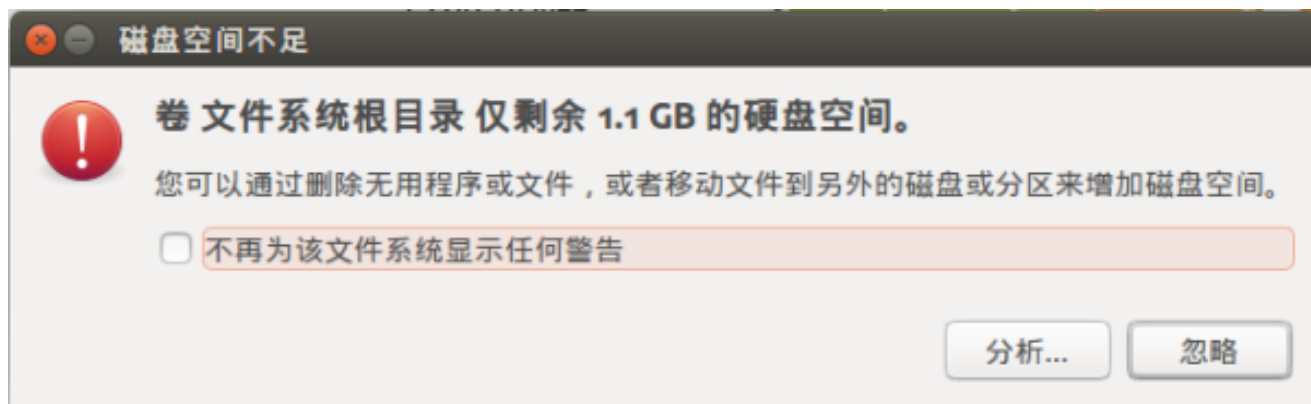 磁盘空间不足
卷 文件系统根目录 仅剩余 1.1 GB 的硬盘空间。
您可以通过删除无用程序或文件，或者移动文件到另外的磁盘或分区来增加磁盘空间。
不再为该文件系统显示任何警告
分析... 忽略